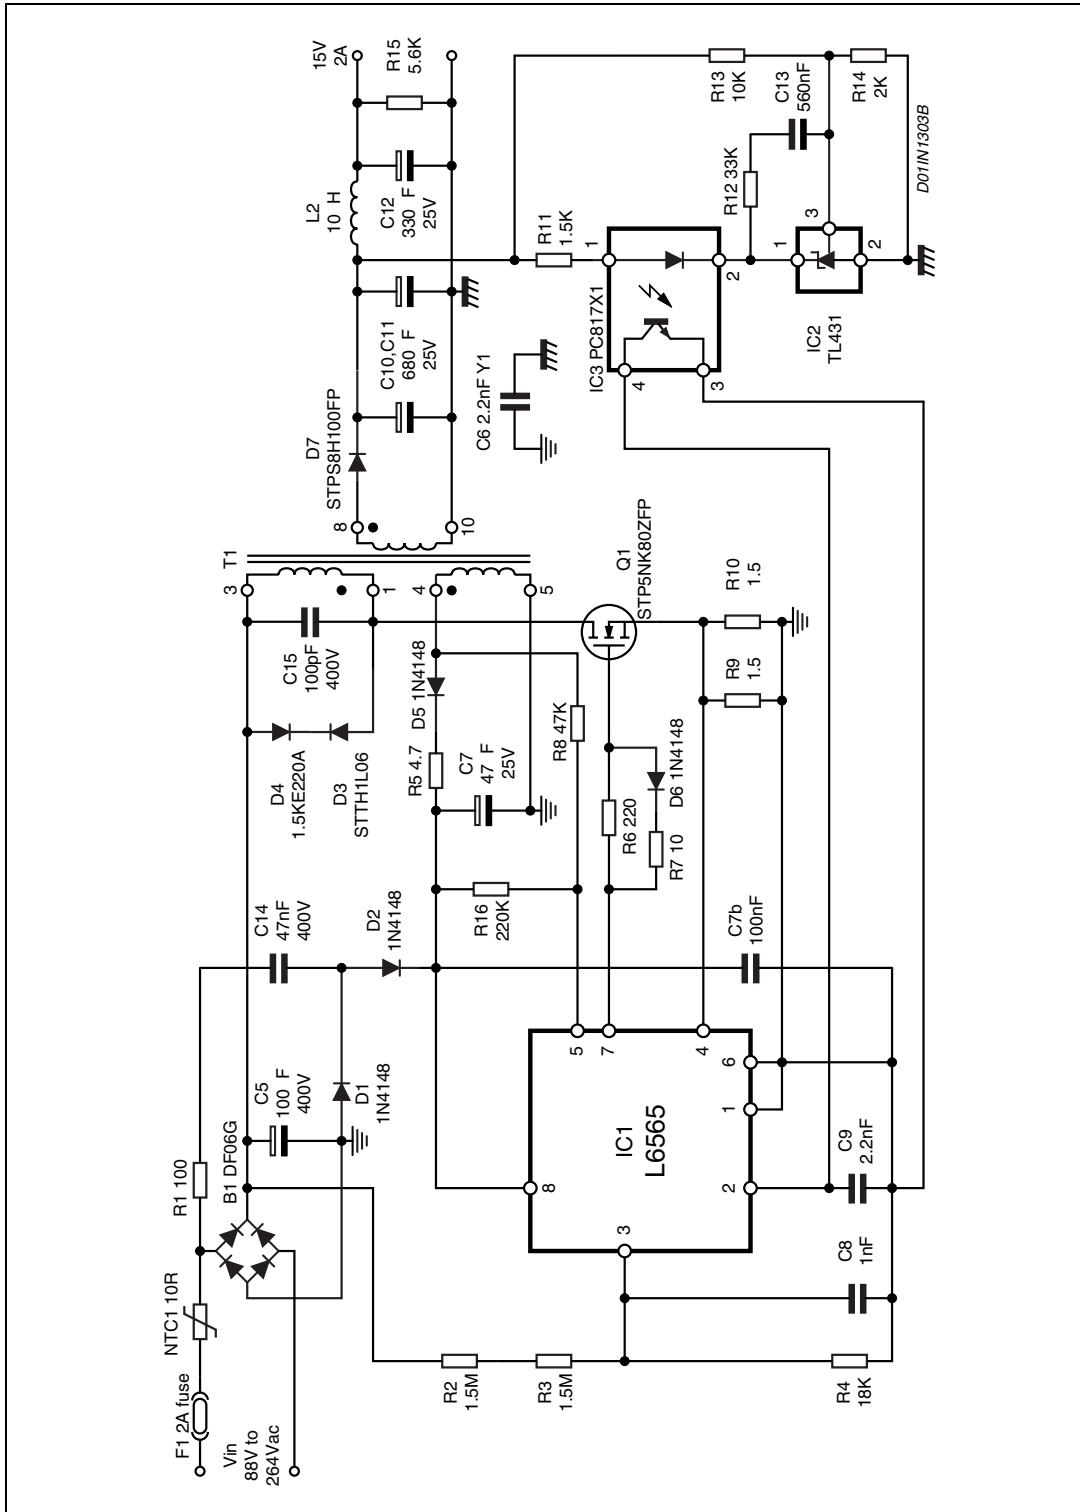 F1 2A fuse
NTC1 10R
R1 100
B1 DF06G
Vin
88V to
264Vac
C5
100 F
400V
D1
1N4148
C14
47nF
400V
D2
1N4148
D4
1.5KE220A
D3
STTH1L06
C15
100pF
400V
T1
3
1
4
5
8
10
D7
STPS8H100FP
C10,C11
680 F
25V
L2
10 H
C12
330 F
25V
R15
5.6K
15V
2A
D5 1N4148
R5 4.7
C7
47 F
25V
R16
220K
R8 47K
R6 220
D6 1N4148
R7 10
Q1
STP5NK80ZFP
R9
1.5
R10
1.5
C6 2.2nF Y1
R2
1.5M
R3
1.5M
R4
18K
C8
1nF
C9
2.2nF
C7b
100nF
IC1
L6565
8
3
2
1
6
5
7
4
IC3 PC817X1
4
3
1
2
R11
1.5K
R12 33K
C13
560nF
R13
10K
R14
2K
IC2
TL431
1
3
2
D01IN1303B